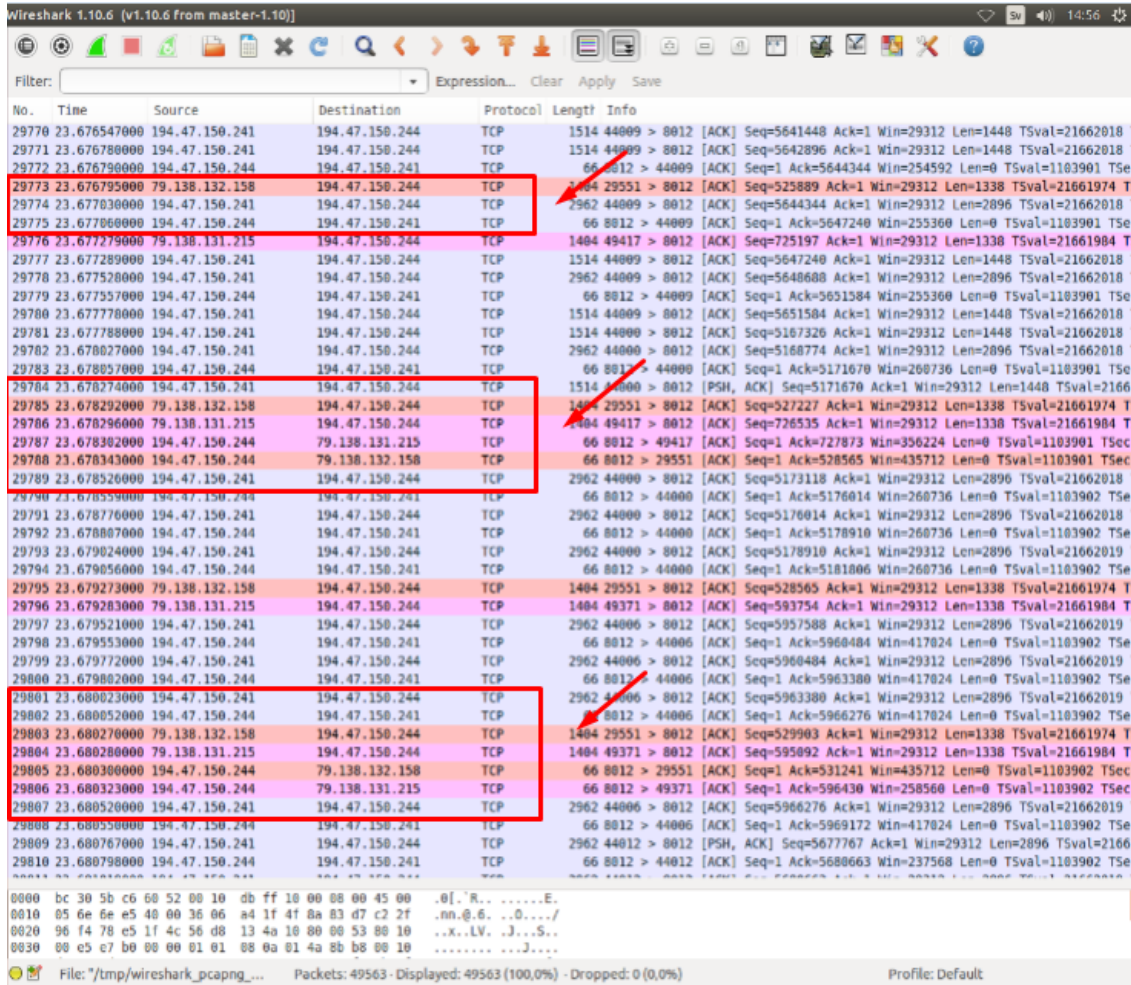 Wireshark 1.10.6 (v1.10.6 from master-1.10)]
Sv
14:56
Filter:
Expression... Clear Apply Save
No. Time Source Destination Protocol Length Info
29770 23.676547000 194.47.150.241 194.47.150.244 TCP 1514 44009 > 8012 [ACK] Seq=5641448 Ack=1 Win=29312 Len=1448 TSval=21662018
29771 23.676780000 194.47.150.241 194.47.150.244 TCP 1514 44009 > 8012 [ACK] Seq=5642896 Ack=1 Win=29312 Len=1448 TSval=21662018
29772 23.676790000 194.47.150.244 194.47.150.241 TCP 66 8012 > 44009 [ACK] Seq=1 Ack=5644344 Win=254592 Len=0 TSval=1103901 TSe
29773 23.676795000 79.138.132.158 194.47.150.244 TCP 1404 29551 > 8012 [ACK] Seq=525889 Ack=1 Win=29312 Len=1338 TSval=21661974 T
29774 23.677030000 194.47.150.241 194.47.150.244 TCP 2962 44009 > 8012 [ACK] Seq=5644344 Ack=1 Win=29312 Len=2896 TSval=21662018
29775 23.677060000 194.47.150.244 194.47.150.241 TCP 66 8012 > 44009 [ACK] Seq=1 Ack=5647240 Win=255360 Len=0 TSval=1103901 TSe
29776 23.677279000 79.138.131.215 194.47.150.244 TCP 1404 49417 > 8012 [ACK] Seq=725197 Ack=1 Win=29312 Len=1338 TSval=21661984 T
29777 23.677289000 194.47.150.241 194.47.150.244 TCP 1514 44009 > 8012 [ACK] Seq=5647240 Ack=1 Win=29312 Len=1448 TSval=21662018
29778 23.677528000 194.47.150.241 194.47.150.244 TCP 2962 44009 > 8012 [ACK] Seq=5648688 Ack=1 Win=29312 Len=2896 TSval=21662018
29779 23.677557000 194.47.150.244 194.47.150.241 TCP 66 8012 > 44009 [ACK] Seq=1 Ack=5651584 Win=255360 Len=0 TSval=1103901 TSe
29780 23.677778000 194.47.150.241 194.47.150.244 TCP 1514 44009 > 8012 [ACK] Seq=5651584 Ack=1 Win=29312 Len=1448 TSval=21662018
29781 23.677788000 194.47.150.241 194.47.150.244 TCP 1514 44000 > 8012 [ACK] Seq=5167326 Ack=1 Win=29312 Len=1448 TSval=21662018
29782 23.678027000 194.47.150.241 194.47.150.244 TCP 2962 44000 > 8012 [ACK] Seq=5168774 Ack=1 Win=29312 Len=2896 TSval=21662018
29783 23.678057000 194.47.150.244 194.47.150.241 TCP 66 8012 > 44000 [ACK] Seq=1 Ack=5171670 Win=260736 Len=0 TSval=1103901 TSe
29784 23.678274000 194.47.150.241 194.47.150.244 TCP 1514 44000 > 8012 [PSH, ACK] Seq=5171670 Ack=1 Win=29312 Len=1448 TSval=2166
29785 23.678292000 79.138.132.158 194.47.150.244 TCP 1404 29551 > 8012 [ACK] Seq=527227 Ack=1 Win=29312 Len=1338 TSval=21661974 T
29786 23.678296000 79.138.131.215 194.47.150.244 TCP 1404 49417 > 8012 [ACK] Seq=726535 Ack=1 Win=29312 Len=1338 TSval=21661984 T
29787 23.678302000 194.47.150.244 79.138.131.215 TCP 66 8012 > 49417 [ACK] Seq=1 Ack=727873 Win=356224 Len=0 TSval=1103901 TSec
29788 23.678343000 194.47.150.244 79.138.132.158 TCP 66 8012 > 29551 [ACK] Seq=1 Ack=528565 Win=435712 Len=0 TSval=1103901 TSec
29789 23.678526000 194.47.150.241 194.47.150.244 TCP 2962 44000 > 8012 [ACK] Seq=5173118 Ack=1 Win=29312 Len=2896 TSval=21662018
29790 23.678559000 194.47.150.244 194.47.150.241 TCP 66 8012 > 44000 [ACK] Seq=1 Ack=5176014 Win=260736 Len=0 TSval=1103902 TSe
29791 23.678776000 194.47.150.241 194.47.150.244 TCP 2962 44000 > 8012 [ACK] Seq=5176014 Ack=1 Win=29312 Len=2896 TSval=21662018
29792 23.678807000 194.47.150.244 194.47.150.241 TCP 66 8012 > 44000 [ACK] Seq=1 Ack=5178910 Win=260736 Len=0 TSval=1103902 TSe
29793 23.679024000 194.47.150.241 194.47.150.244 TCP 2962 44000 > 8012 [ACK] Seq=5178910 Ack=1 Win=29312 Len=2896 TSval=21662019
29794 23.679056000 194.47.150.244 194.47.150.241 TCP 66 8012 > 44000 [ACK] Seq=1 Ack=5181806 Win=260736 Len=0 TSval=1103902 TSe
29795 23.679273000 79.138.132.158 194.47.150.244 TCP 1404 29551 > 8012 [ACK] Seq=528565 Ack=1 Win=29312 Len=1338 TSval=21661974 T
29796 23.679283000 79.138.131.215 194.47.150.244 TCP 1404 49371 > 8012 [ACK] Seq=593754 Ack=1 Win=29312 Len=1338 TSval=21661984 T
29797 23.679521000 194.47.150.241 194.47.150.244 TCP 2962 44006 > 8012 [ACK] Seq=5957588 Ack=1 Win=29312 Len=2896 TSval=21662019
29798 23.679553000 194.47.150.244 194.47.150.241 TCP 66 8012 > 44006 [ACK] Seq=1 Ack=5960484 Win=417024 Len=0 TSval=1103902 TSe
29799 23.679772000 194.47.150.241 194.47.150.244 TCP 2962 44006 > 8012 [ACK] Seq=5960484 Ack=1 Win=29312 Len=2896 TSval=21662019
29800 23.679802000 194.47.150.244 194.47.150.241 TCP 66 8012 > 44006 [ACK] Seq=1 Ack=5963380 Win=417024 Len=0 TSval=1103902 TSe
29801 23.680023000 194.47.150.241 194.47.150.244 TCP 2962 44006 > 8012 [ACK] Seq=5963380 Ack=1 Win=29312 Len=2896 TSval=21662019
29802 23.680052000 194.47.150.244 194.47.150.241 TCP 8012 > 44006 [ACK] Seq=1 Ack=5966276 Win=417024 Len=0 TSval=1103902 TSe
29803 23.680270000 79.138.132.158 194.47.150.244 TCP 1404 29551 > 8012 [ACK] Seq=529903 Ack=1 Win=29312 Len=1338 TSval=21661974 T
29804 23.680280000 79.138.131.215 194.47.150.244 TCP 1404 49371 > 8012 [ACK] Seq=595092 Ack=1 Win=29312 Len=1338 TSval=21661984 T
29805 23.680300000 194.47.150.244 79.138.132.158 TCP 66 8012 > 29551 [ACK] Seq=1 Ack=531241 Win=435712 Len=0 TSval=1103902 TSec
29806 23.680323000 194.47.150.244 79.138.131.215 TCP 66 8012 > 49371 [ACK] Seq=1 Ack=596430 Win=258560 Len=0 TSval=1103902 TSec
29807 23.680520000 194.47.150.241 194.47.150.244 TCP 2962 44006 > 8012 [ACK] Seq=5966276 Ack=1 Win=29312 Len=2896 TSval=21662019
29808 23.680550000 194.47.150.244 194.47.150.241 TCP 66 8012 > 44006 [ACK] Seq=1 Ack=5969172 Win=417024 Len=0 TSval=1103902 TSe
29809 23.680767000 194.47.150.241 194.47.150.244 TCP 2962 44012 > 8012 [PSH, ACK] Seq=5677767 Ack=1 Win=29312 Len=2896 TSval=2166
29810 23.680798000 194.47.150.244 194.47.150.241 TCP 66 8012 > 44012 [ACK] Seq=1 Ack=5680663 Win=237568 Len=0 TSval=1103902 TSe
0000 bc 30 5b c6 60 52 00 10 db ff 10 00 08 00 45 00 .0[.`R.. ......E.
0010 05 6e 6e e5 40 00 36 06 a4 1f 4f 8a 83 d7 c2 2f .nn.@.6. ..O..../
0020 96 f4 78 e5 1f 4c 56 d8 13 4a 10 80 00 53 80 10 ..x..LV. .J...S..
0030 00 e5 e7 b0 00 00 01 01 08 0a 01 4a 8b b8 00 10 ........ ...J....
File: "/tmp/wireshark_pcapng_... Packets: 49563 · Displayed: 49563 (100,0%) · Dropped: 0 (0,0%) Profile: Default